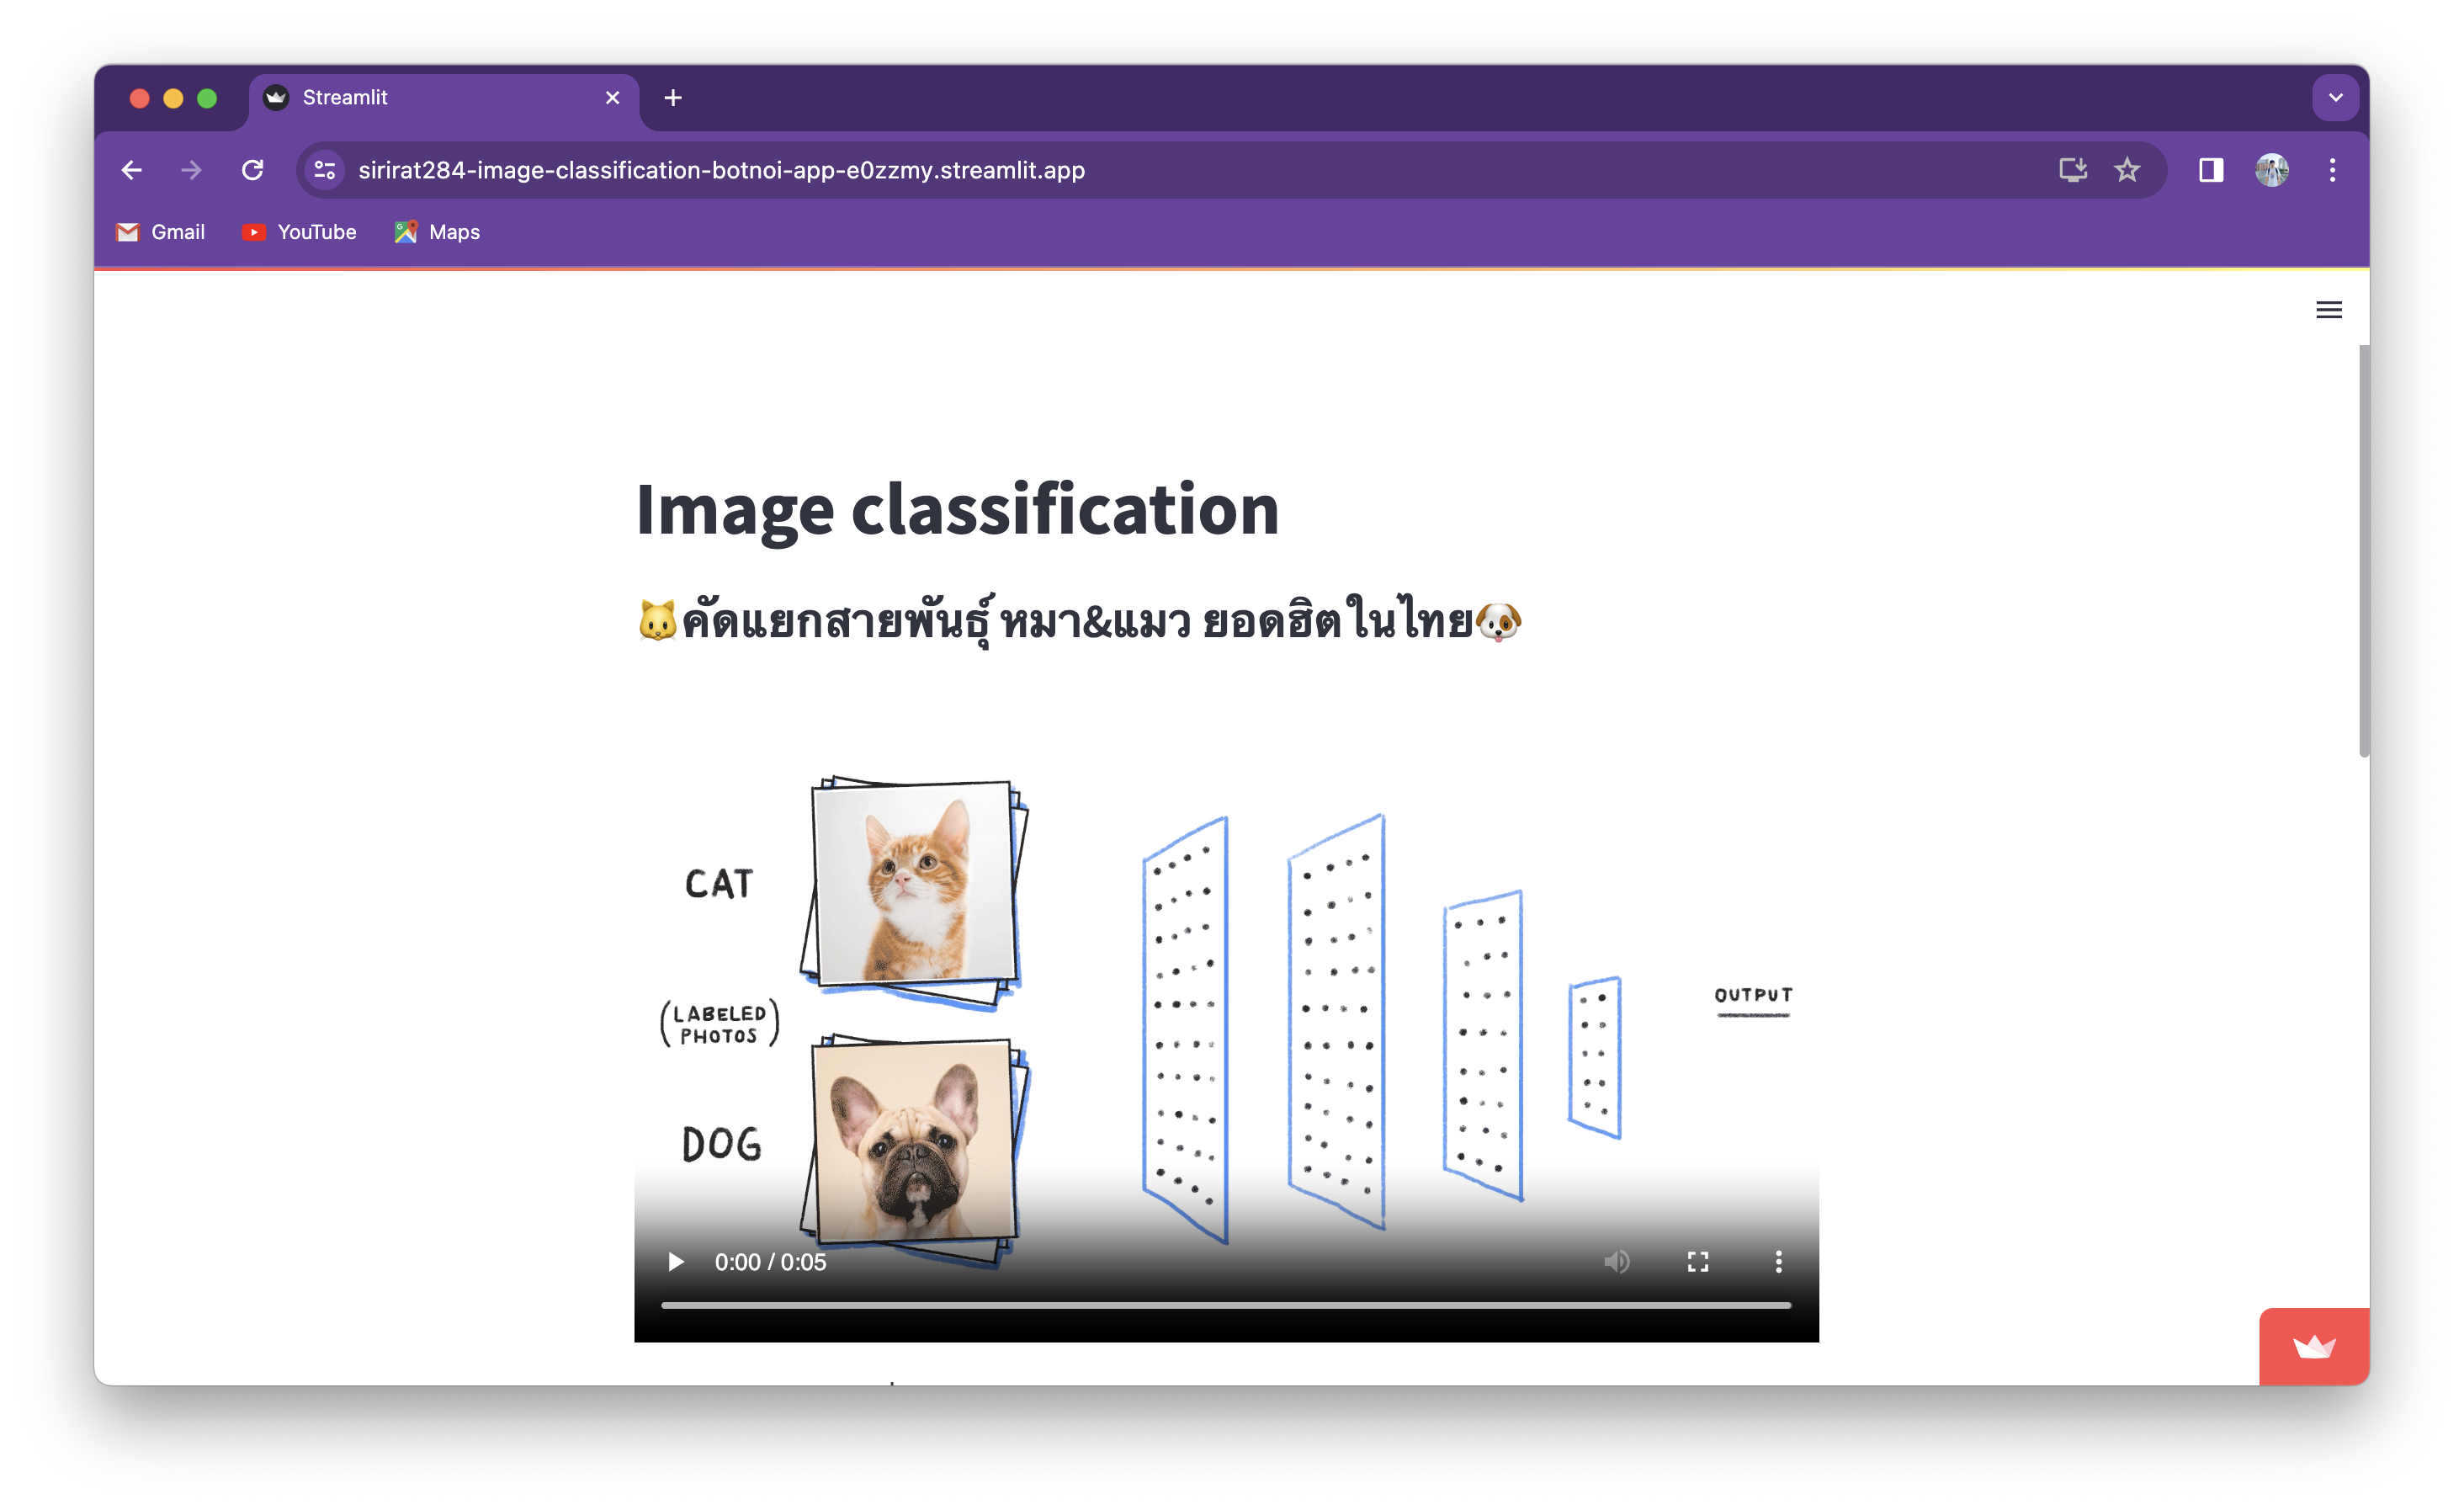 Streamlit
sirirat284-image-classification-botnoi-app-e0zzmy.streamlit.app
Gmail YouTube Maps
Image classification
🐱คัดแยกสายพันธุ์ หมา&แมว ยอดฮิตในไทย🐶
CAT
(LABELED
PHOTOS)
DOG
OUTPUT
0:00 / 0:05